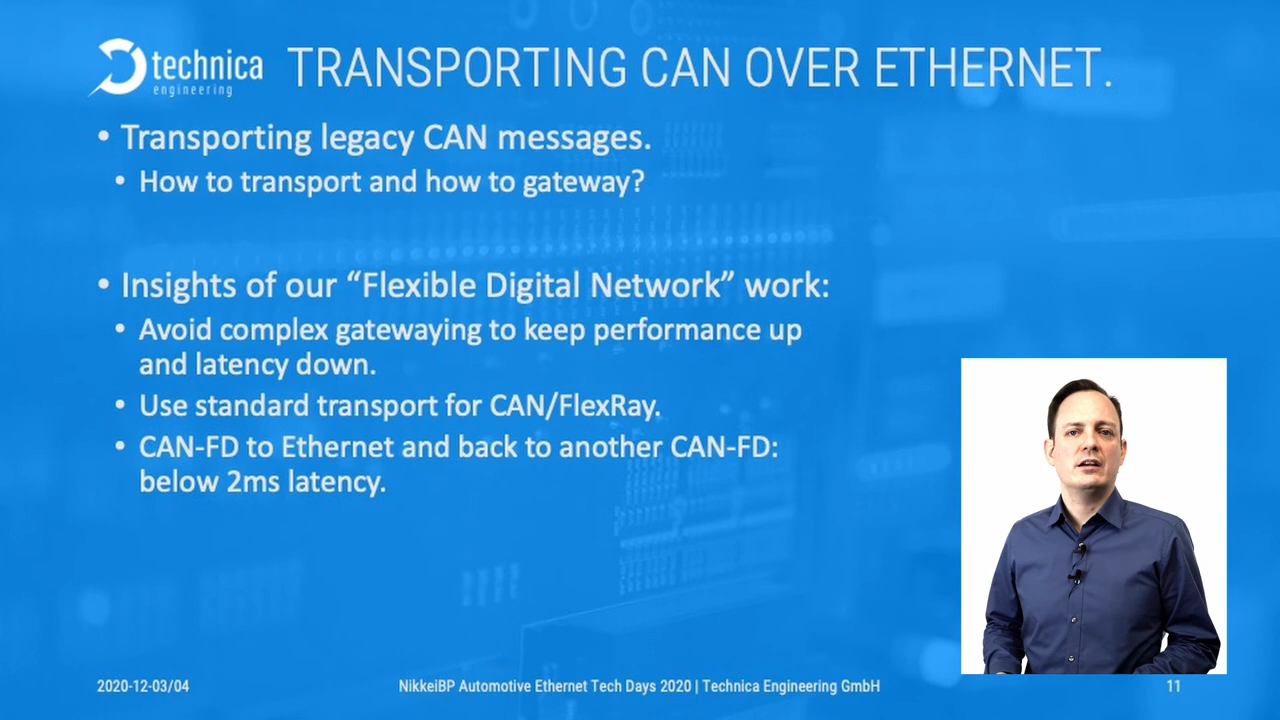 technica
engineering
TRANSPORTING CAN OVER ETHERNET.
• Transporting legacy CAN messages.
• How to transport and how to gateway?
• Insights of our “Flexible Digital Network” work:
• Avoid complex gatewaying to keep performance up
and latency down.
• Use standard transport for CAN/FlexRay.
• CAN-FD to Ethernet and back to another CAN-FD:
below 2ms latency.
2020-12-03/04
NikkeiBP Automotive Ethernet Tech Days 2020 | Technica Engineering GmbH
11